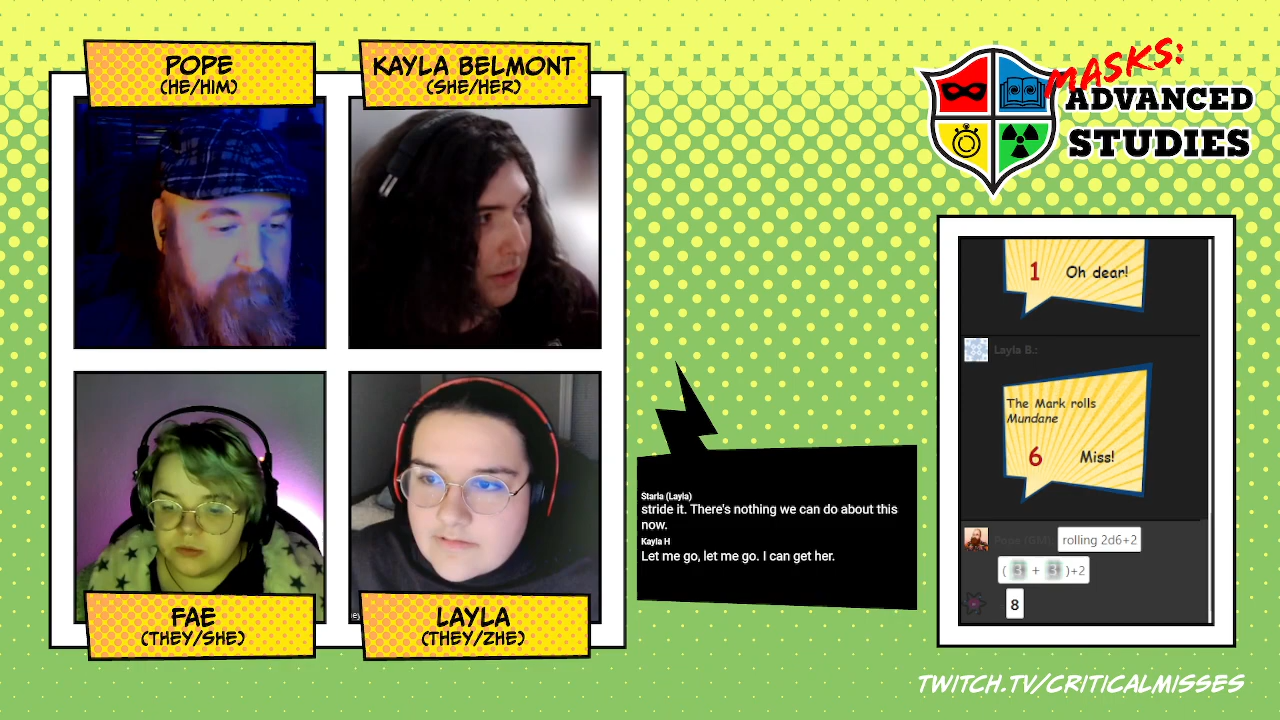 POPE
(HE/HIM)
KAYLA BELMONT
(SHE/HER)
FAE
(THEY/SHE)
LAYLA
(THEY/ZHE)
Starla (Layla)
stride it. There's nothing we can do about this
now.
Kayla H
Let me go, let me go. I can get her.
MASKS:
ADVANCED
STUDIES
1 Oh dear!
Layla B.:
The Mark rolls
Mundane
6 Miss!
Pope (GM): rolling 2d6+2
( 3 + 3 )+2
8
TWITCH.TV/CRITICALMISSES